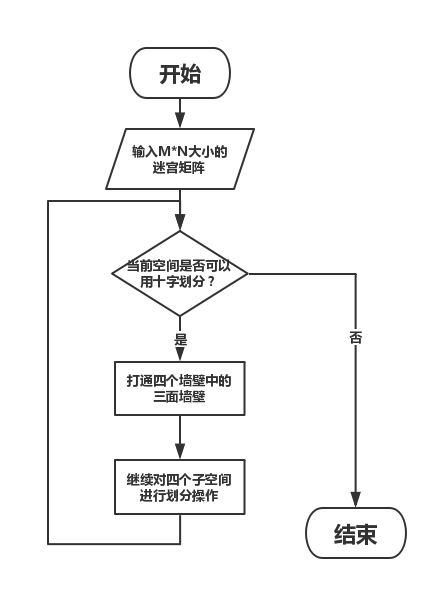 开始
输入M*N大小的
迷宫矩阵
当前空间是否可以
用十字划分？
是
否
打通四个墙壁中的
三面墙壁
继续对四个子空间
进行划分操作
结束